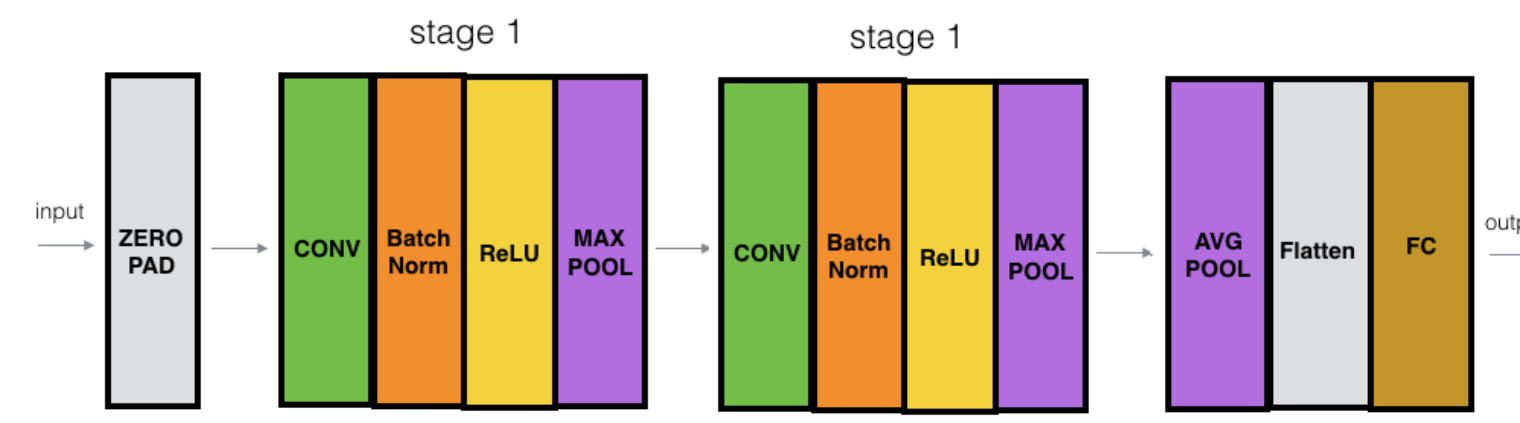 stage 1
stage 1
input
ZERO
PAD
CONV
Batch
Norm
ReLU
MAX
POOL
CONV
Batch
Norm
ReLU
MAX
POOL
AVG
POOL
Flatten
FC
outp